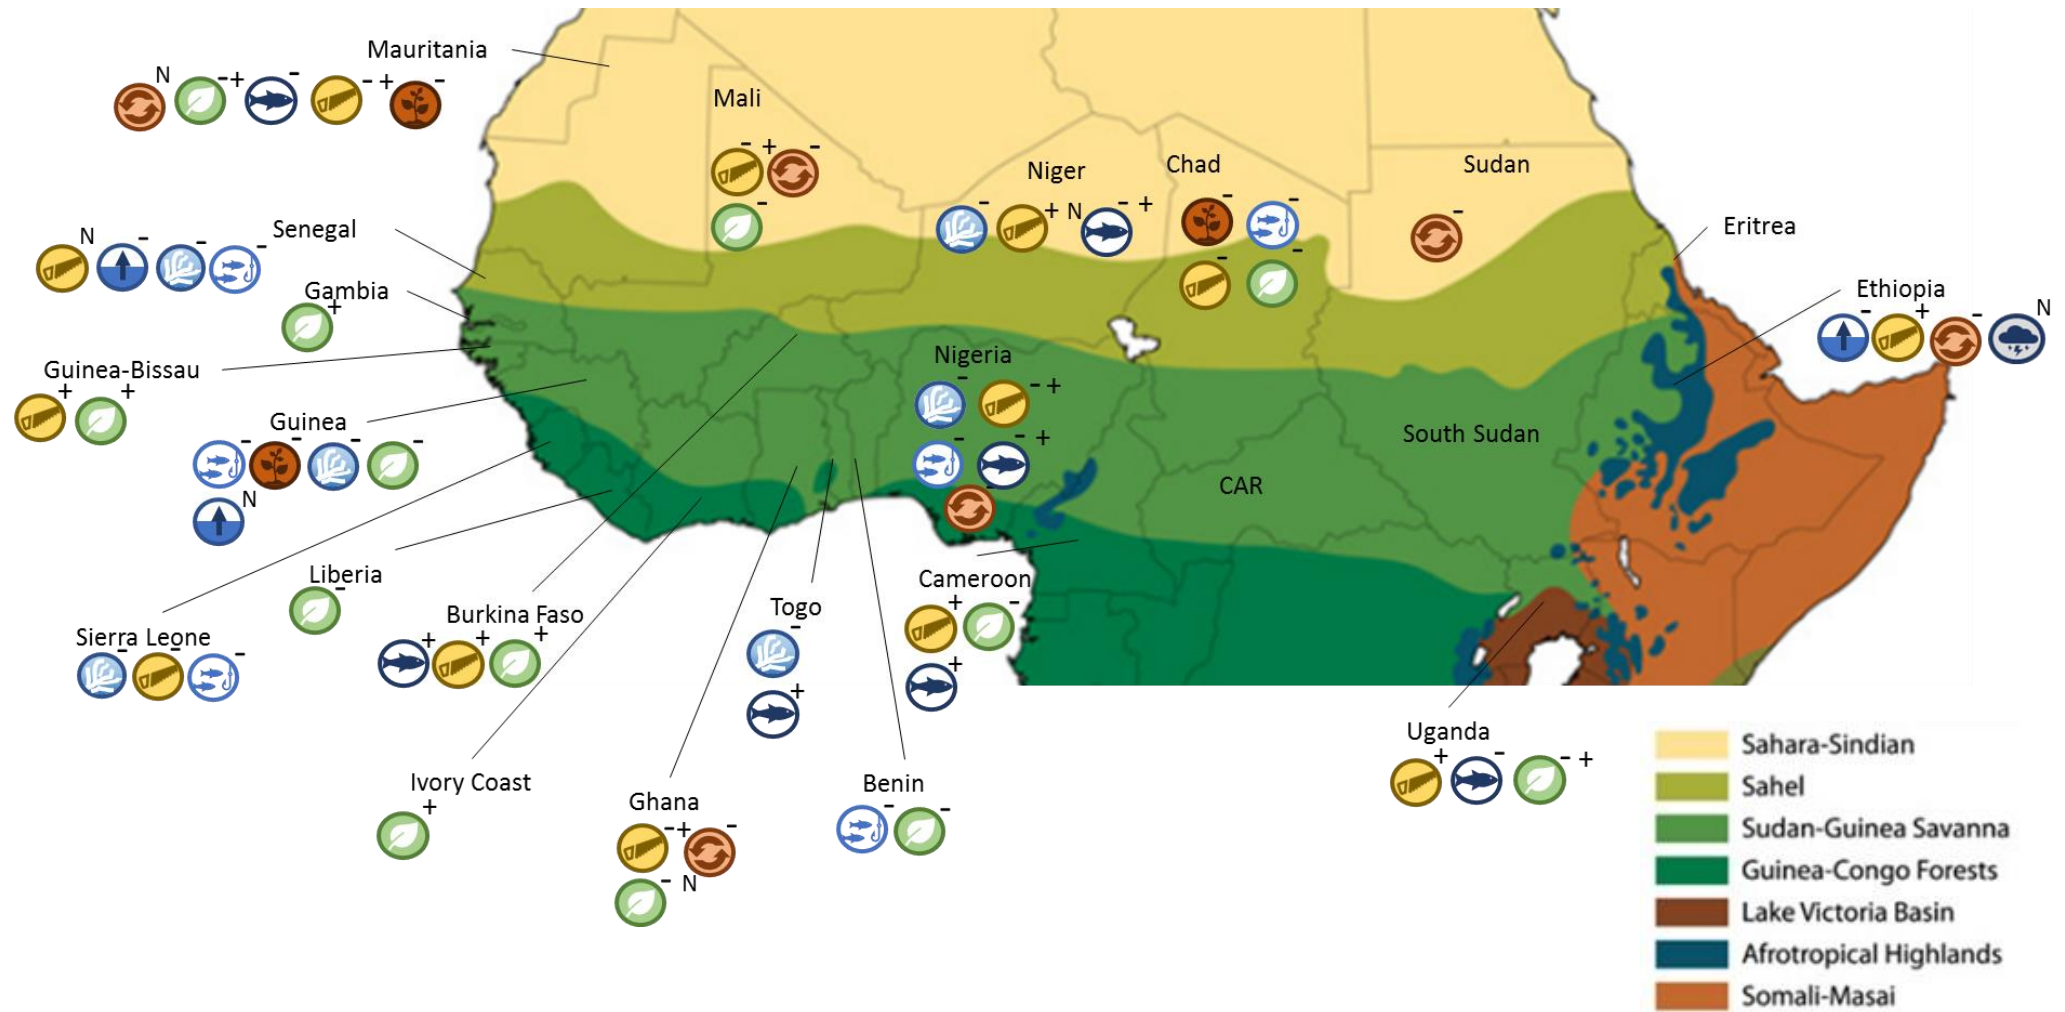 Mauritania
N - + - - + -
Mali
- + -
-
Niger
- + N - +
Chad
- -
- -
Sudan
-
Senegal
N - - -
Eritrea
Gambia
+
Ethiopia
- + - N
Guinea-Bissau
+ +
Nigeria
- - +
- - +
-
Guinea
- - - -
N
South Sudan
CAR
Liberia
-
Cameroon
+ -
+
Togo
-
+
Burkina Faso
+ + +
Sierra Leone
- - -
Uganda
+ - - +
Ivory Coast
+
Ghana
- + -
- N
Benin
- -
Sahara-Sindian
Sahel
Sudan-Guinea Savanna
Guinea-Congo Forests
Lake Victoria Basin
Afrotropical Highlands
Somali-Masai